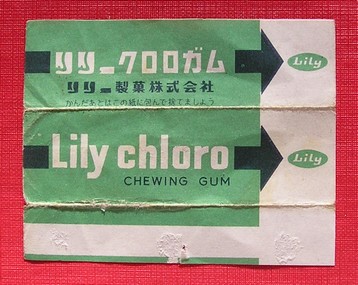 リリークロロガム
Lily
リリー製菓株式会社
かんだあとはこの紙に包んで捨てましょう
Lily chloro
Lily
CHEWING GUM